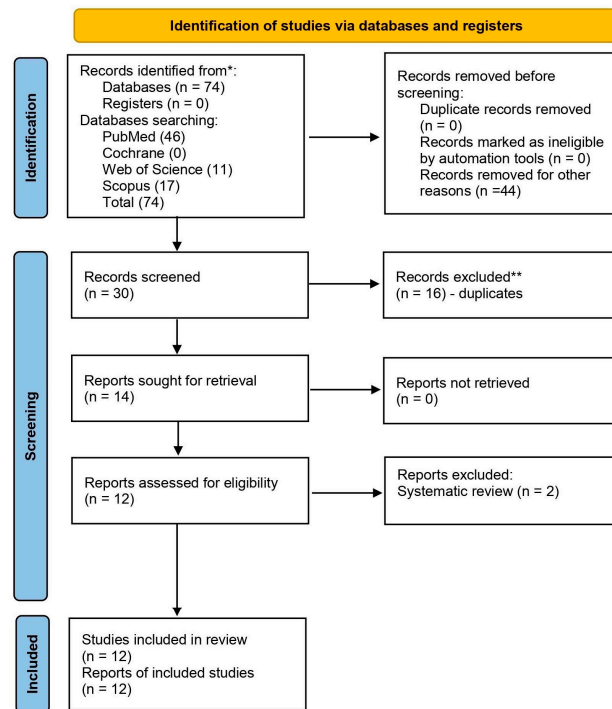 Identification of studies via databases and registers
Identification
Records identified from*:
Databases (n = 74)
Registers (n = 0)
Databases searching:
PubMed (46)
Cochrane (0)
Web of Science (11)
Scopus (17)
Total (74)
Records removed before
screening:
Duplicate records removed
(n = 0)
Records marked as ineligible
by automation tools (n = 0)
Records removed for other
reasons (n =44)
Screening
Records screened
(n = 30)
Records excluded**
(n = 16) - duplicates
Reports sought for retrieval
(n = 14)
Reports not retrieved
(n = 0)
Reports assessed for eligibility
(n = 12)
Reports excluded:
Systematic review (n = 2)
Included
Studies included in review
(n = 12)
Reports of included studies
(n = 12)